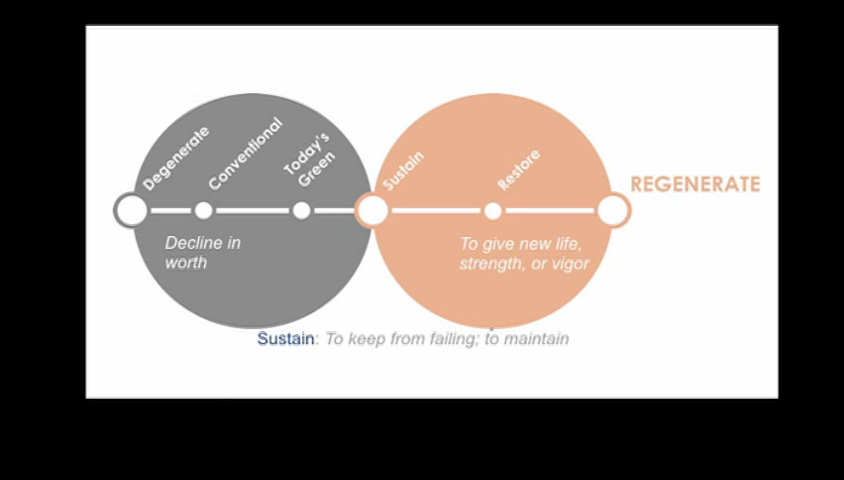 Degenerate
Conventional
Today's
Green
Sustain
Restore
REGENERATE
Decline in
worth
To give new life,
strength, or vigor
Sustain: To keep from failing; to maintain